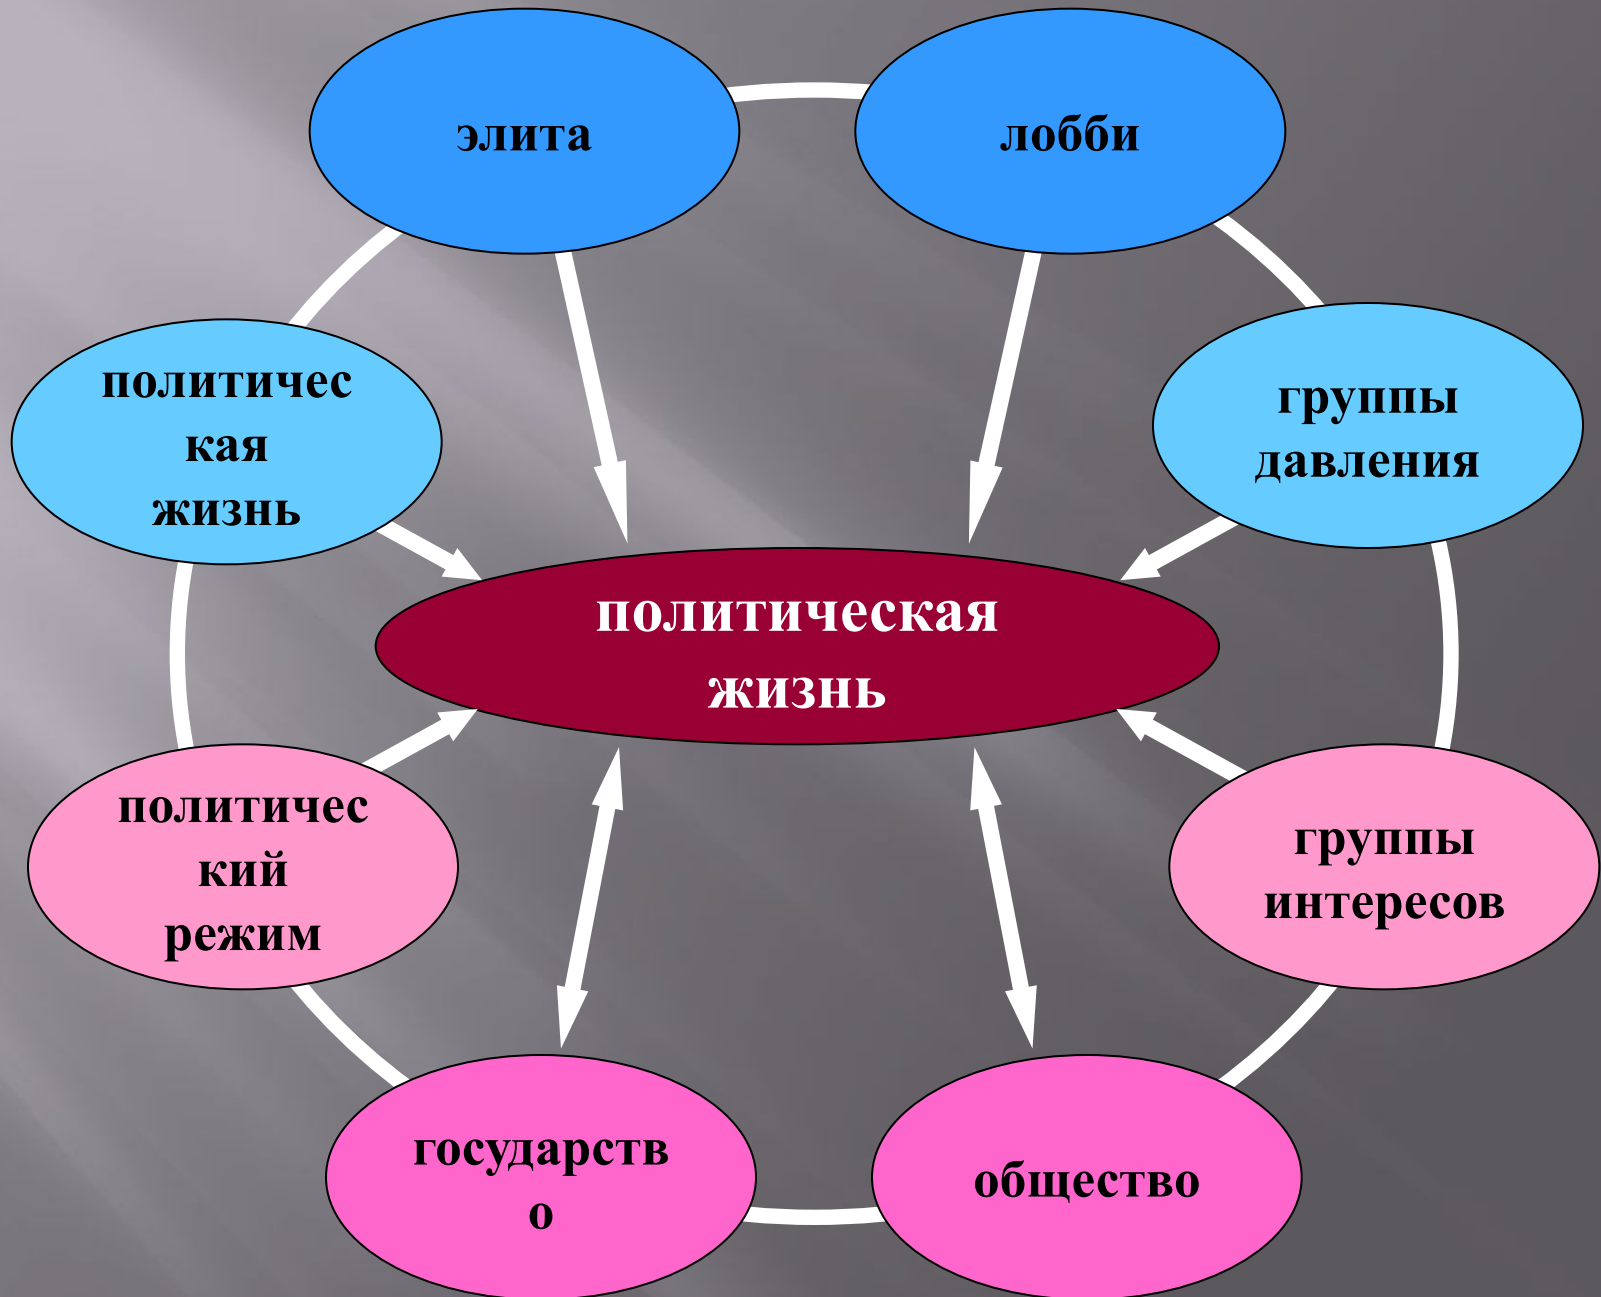 элита
лобби
политичес
кая
жизнь
группы
давления
политическая
жизнь
политичес
кий
режим
группы
интересов
государств
о
общество